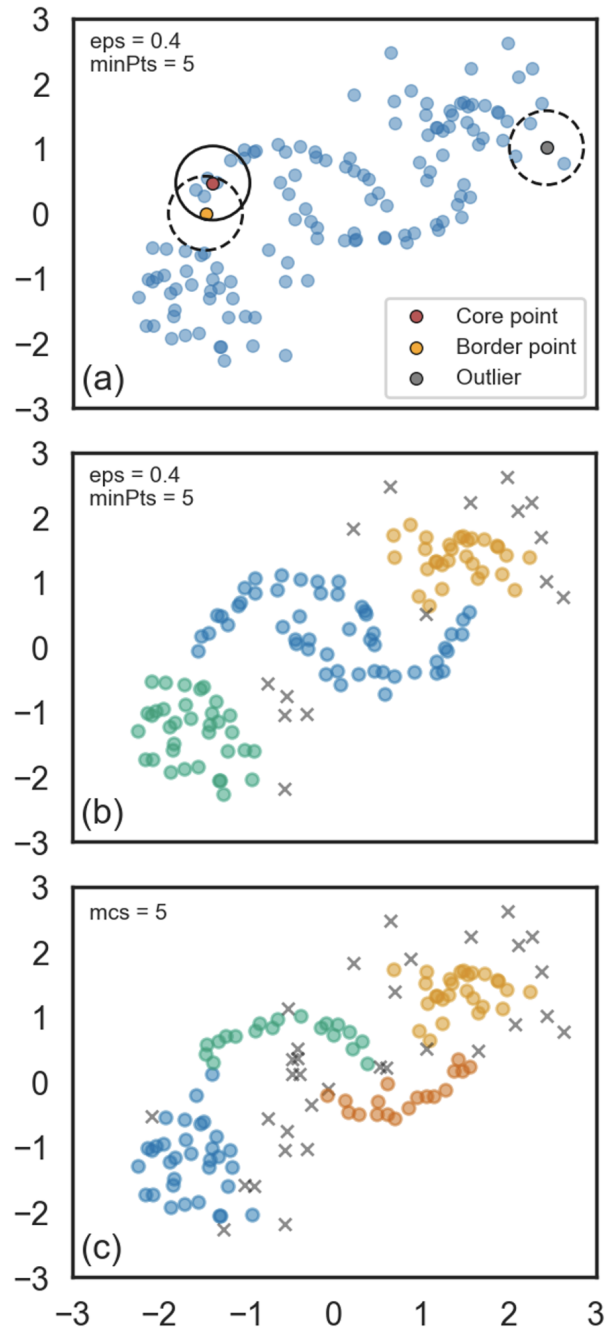 3
2
1
0
−1
−2
−3
eps = 0.4
minPts = 5
Core point
Border point
Outlier
(a)
3
2
1
0
−1
−2
−3
eps = 0.4
minPts = 5
(b)
3
2
1
0
−1
−2
−3
mcs = 5
(c)
−3 −2 −1 0 1 2 3